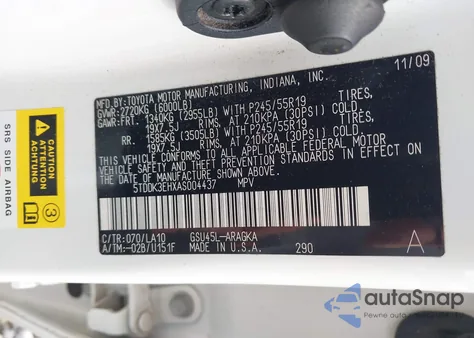 MFD. BY: TOYOTA MOTOR MANUFACTURING, INDIANA, INC. 11/09
GVWR: 2720KG (6000LB)
GAWR: FRT. 1340KG (2955LB) WITH P245/55R19 TIRES,
19X7.5J RIMS, AT 210KPA (30PSI) COLD.
RR. 1585KG (3505LB) WITH P245/55R19 TIRES,
19X7.5J RIMS, AT 210KPA (30PSI) COLD.
THIS VEHICLE CONFORMS TO ALL APPLICABLE FEDERAL MOTOR
VEHICLE SAFETY AND THEFT PREVENTION STANDARDS IN EFFECT
ON THE DATE OF MANUFACTURE SHOWN ABOVE.
5TDDK3EHXAS004437 MPV
C/TR: 070/LA10 GSU45L-ARAGKA
A/TM: -02B/U151F MADE IN U.S.A. 290 A
SRS SIDE AIRBAG
CAUTION
ATTENTION
ACHTUNG
3
autoSnap